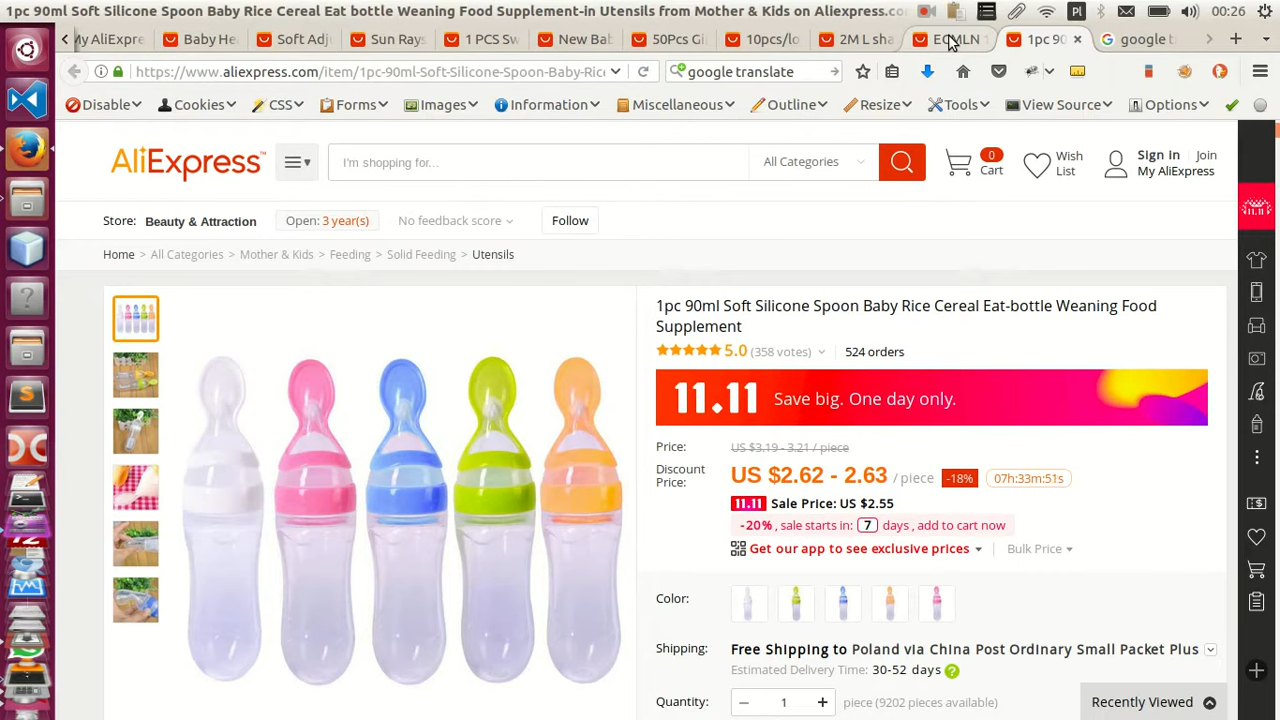 1pc 90ml Soft Silicone Spoon Baby Rice Cereal Eat bottle Weaning Food Supplement-in Utensils from Mother & Kids on Aliexpress.co
Pl
00:26
My AliExpre
Baby He
Soft Adj
Sun Rays
1 PCS Sw
New Bab
50Pcs Gi
10pcs/lo
2M L sha
1pc 90
google t
https://www.aliexpress.com/item/1pc-90ml-Soft-Silicone-Spoon-Baby-Rice
google translate
Disable
Cookies
CSS
Forms
Images
Information
Miscellaneous
Outline
Resize
Tools
View Source
Options
AliExpress
I'm shopping for...
All Categories
0
Cart
Wish List
Sign in
Join
My AliExpress
11.11
Store:
Beauty & Attraction
Open: 3 year(s)
No feedback score
Follow
Home > All Categories > Mother & Kids > Feeding > Solid Feeding > Utensils
1pc 90ml Soft Silicone Spoon Baby Rice Cereal Eat-bottle Weaning Food
Supplement
5.0 (358 votes)
524 orders
11.11 Save big. One day only.
Price: US $3.19 - 3.21 / piece
Discount
Price:
US $2.62 - 2.63 / piece
-18%
07h:33m:51s
11.11 Sale Price: US $2.55
-20% , sale starts in: 7 days , add to cart now
Get our app to see exclusive prices
Bulk Price
Color:
Shipping: Free Shipping to Poland via China Post Ordinary Small Packet Plus
Estimated Delivery Time: 30-52 days ?
Quantity: − 1 + piece (9202 pieces available)
Recently Viewed